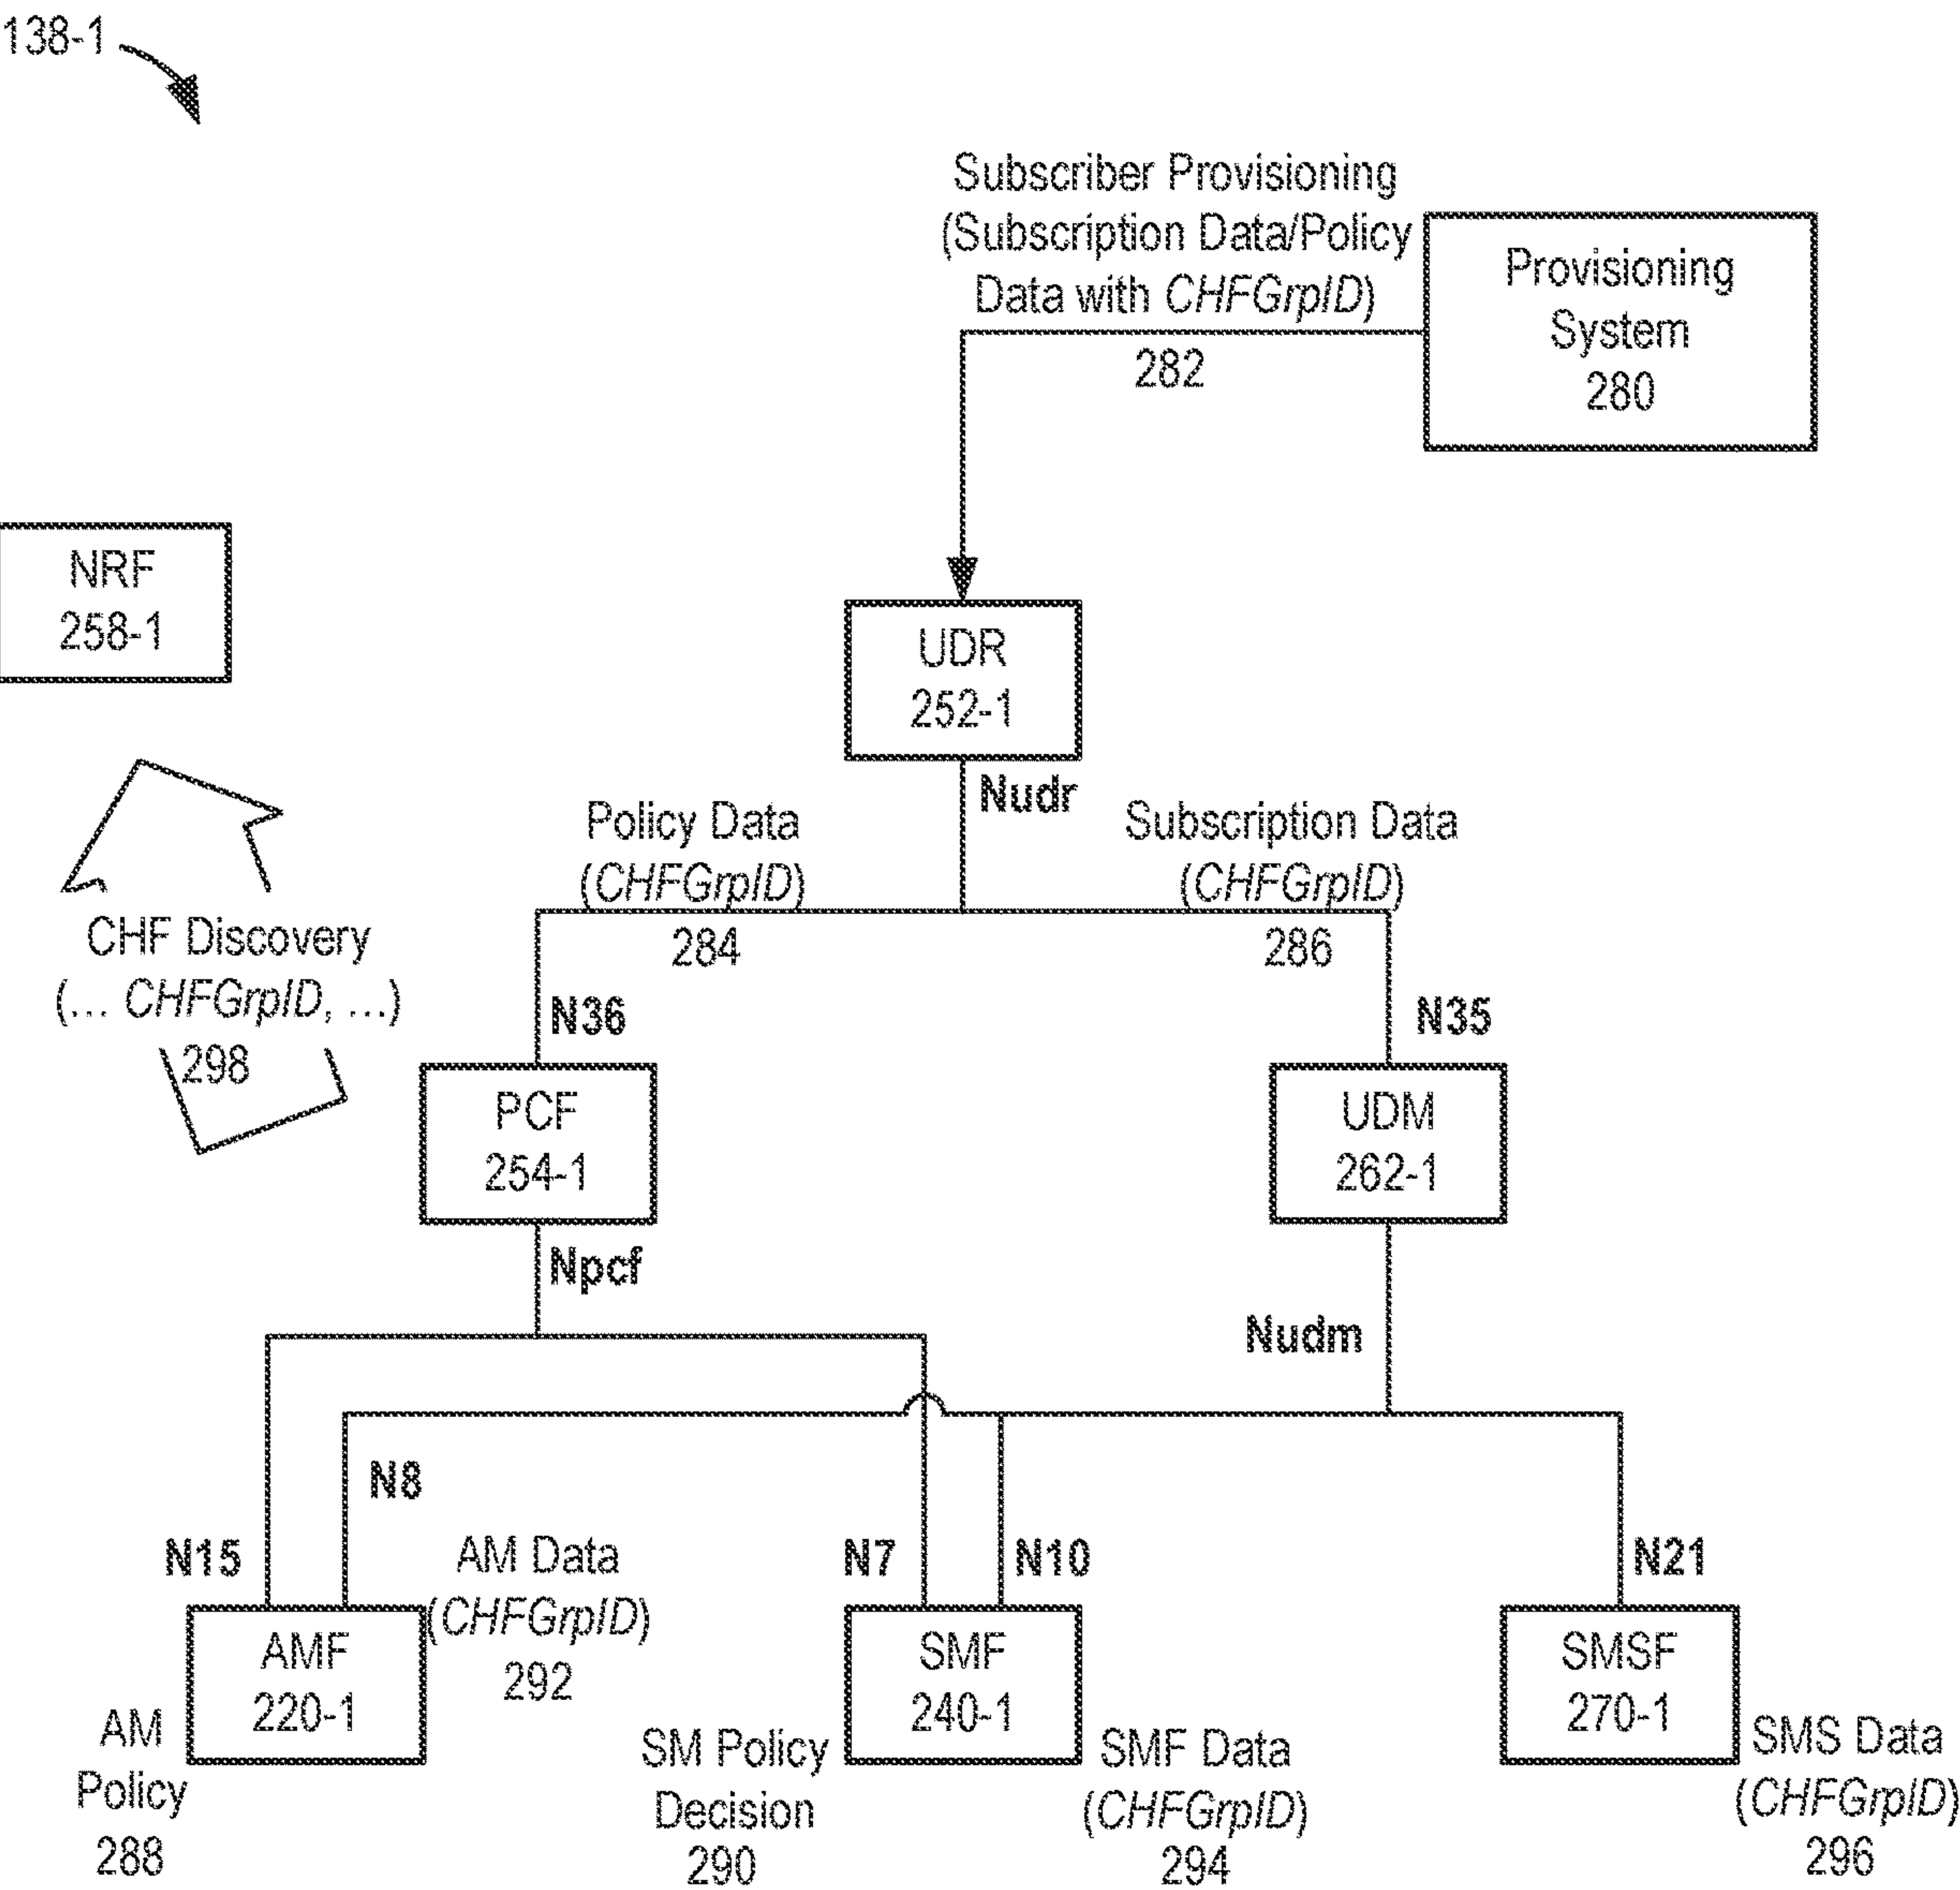 138-1
Subscriber Provisioning
(Subscription Data/Policy
Data with CHFGrpID)
282
Provisioning
System
280
NRF
258-1
UDR
252-1
Nudr
Policy Data
(CHFGrpID)
284
Subscription Data
(CHFGrpID)
286
CHF Discovery
(... CHFGrpID, ...)
298
N36
N35
PCF
254-1
UDM
262-1
Npcf
Nudm
N8
N15
AM Data
(CHFGrpID)
292
N7
N10
N21
AMF
220-1
SMF
240-1
SMSF
270-1
AM
Policy
288
SM Policy
Decision
290
SMF Data
(CHFGrpID)
294
SMS Data
(CHFGrpID)
296